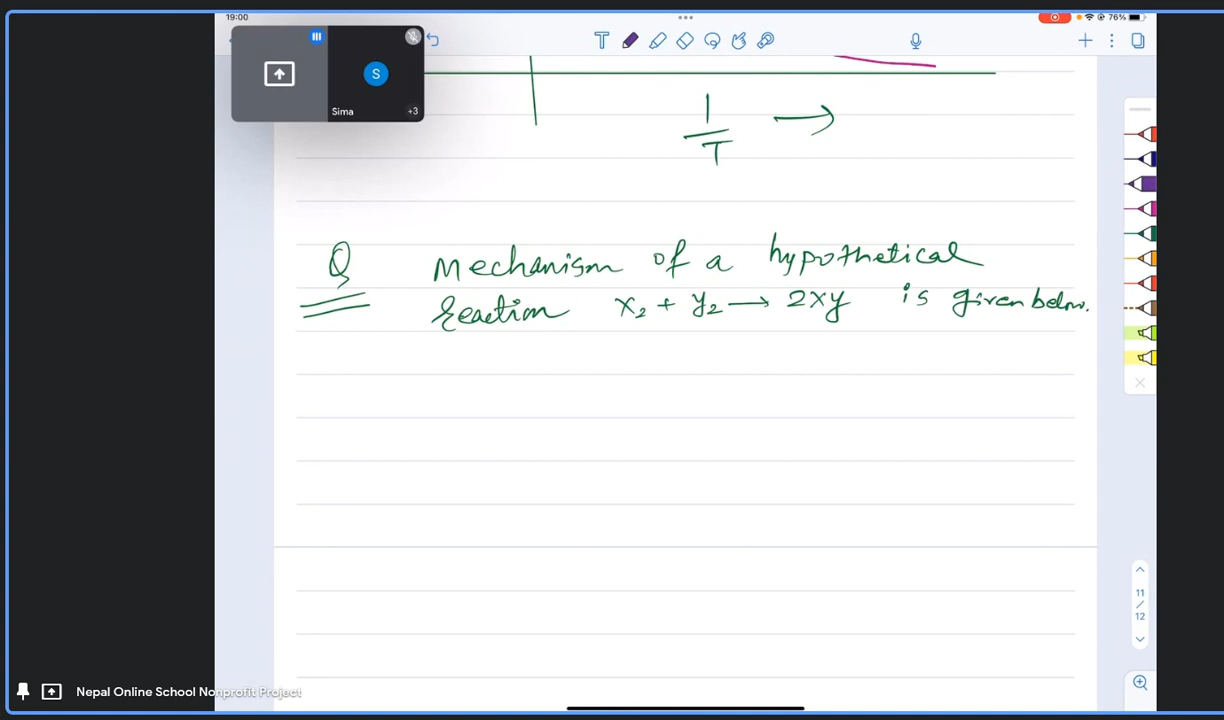 19:00
76%
T
S
Sima
+3
1
T
Q Mechanism of a hypothetical
Reaction x₂ + y₂ → 2xy is given below.
11
/
12
Nepal Online School Nonprofit Project